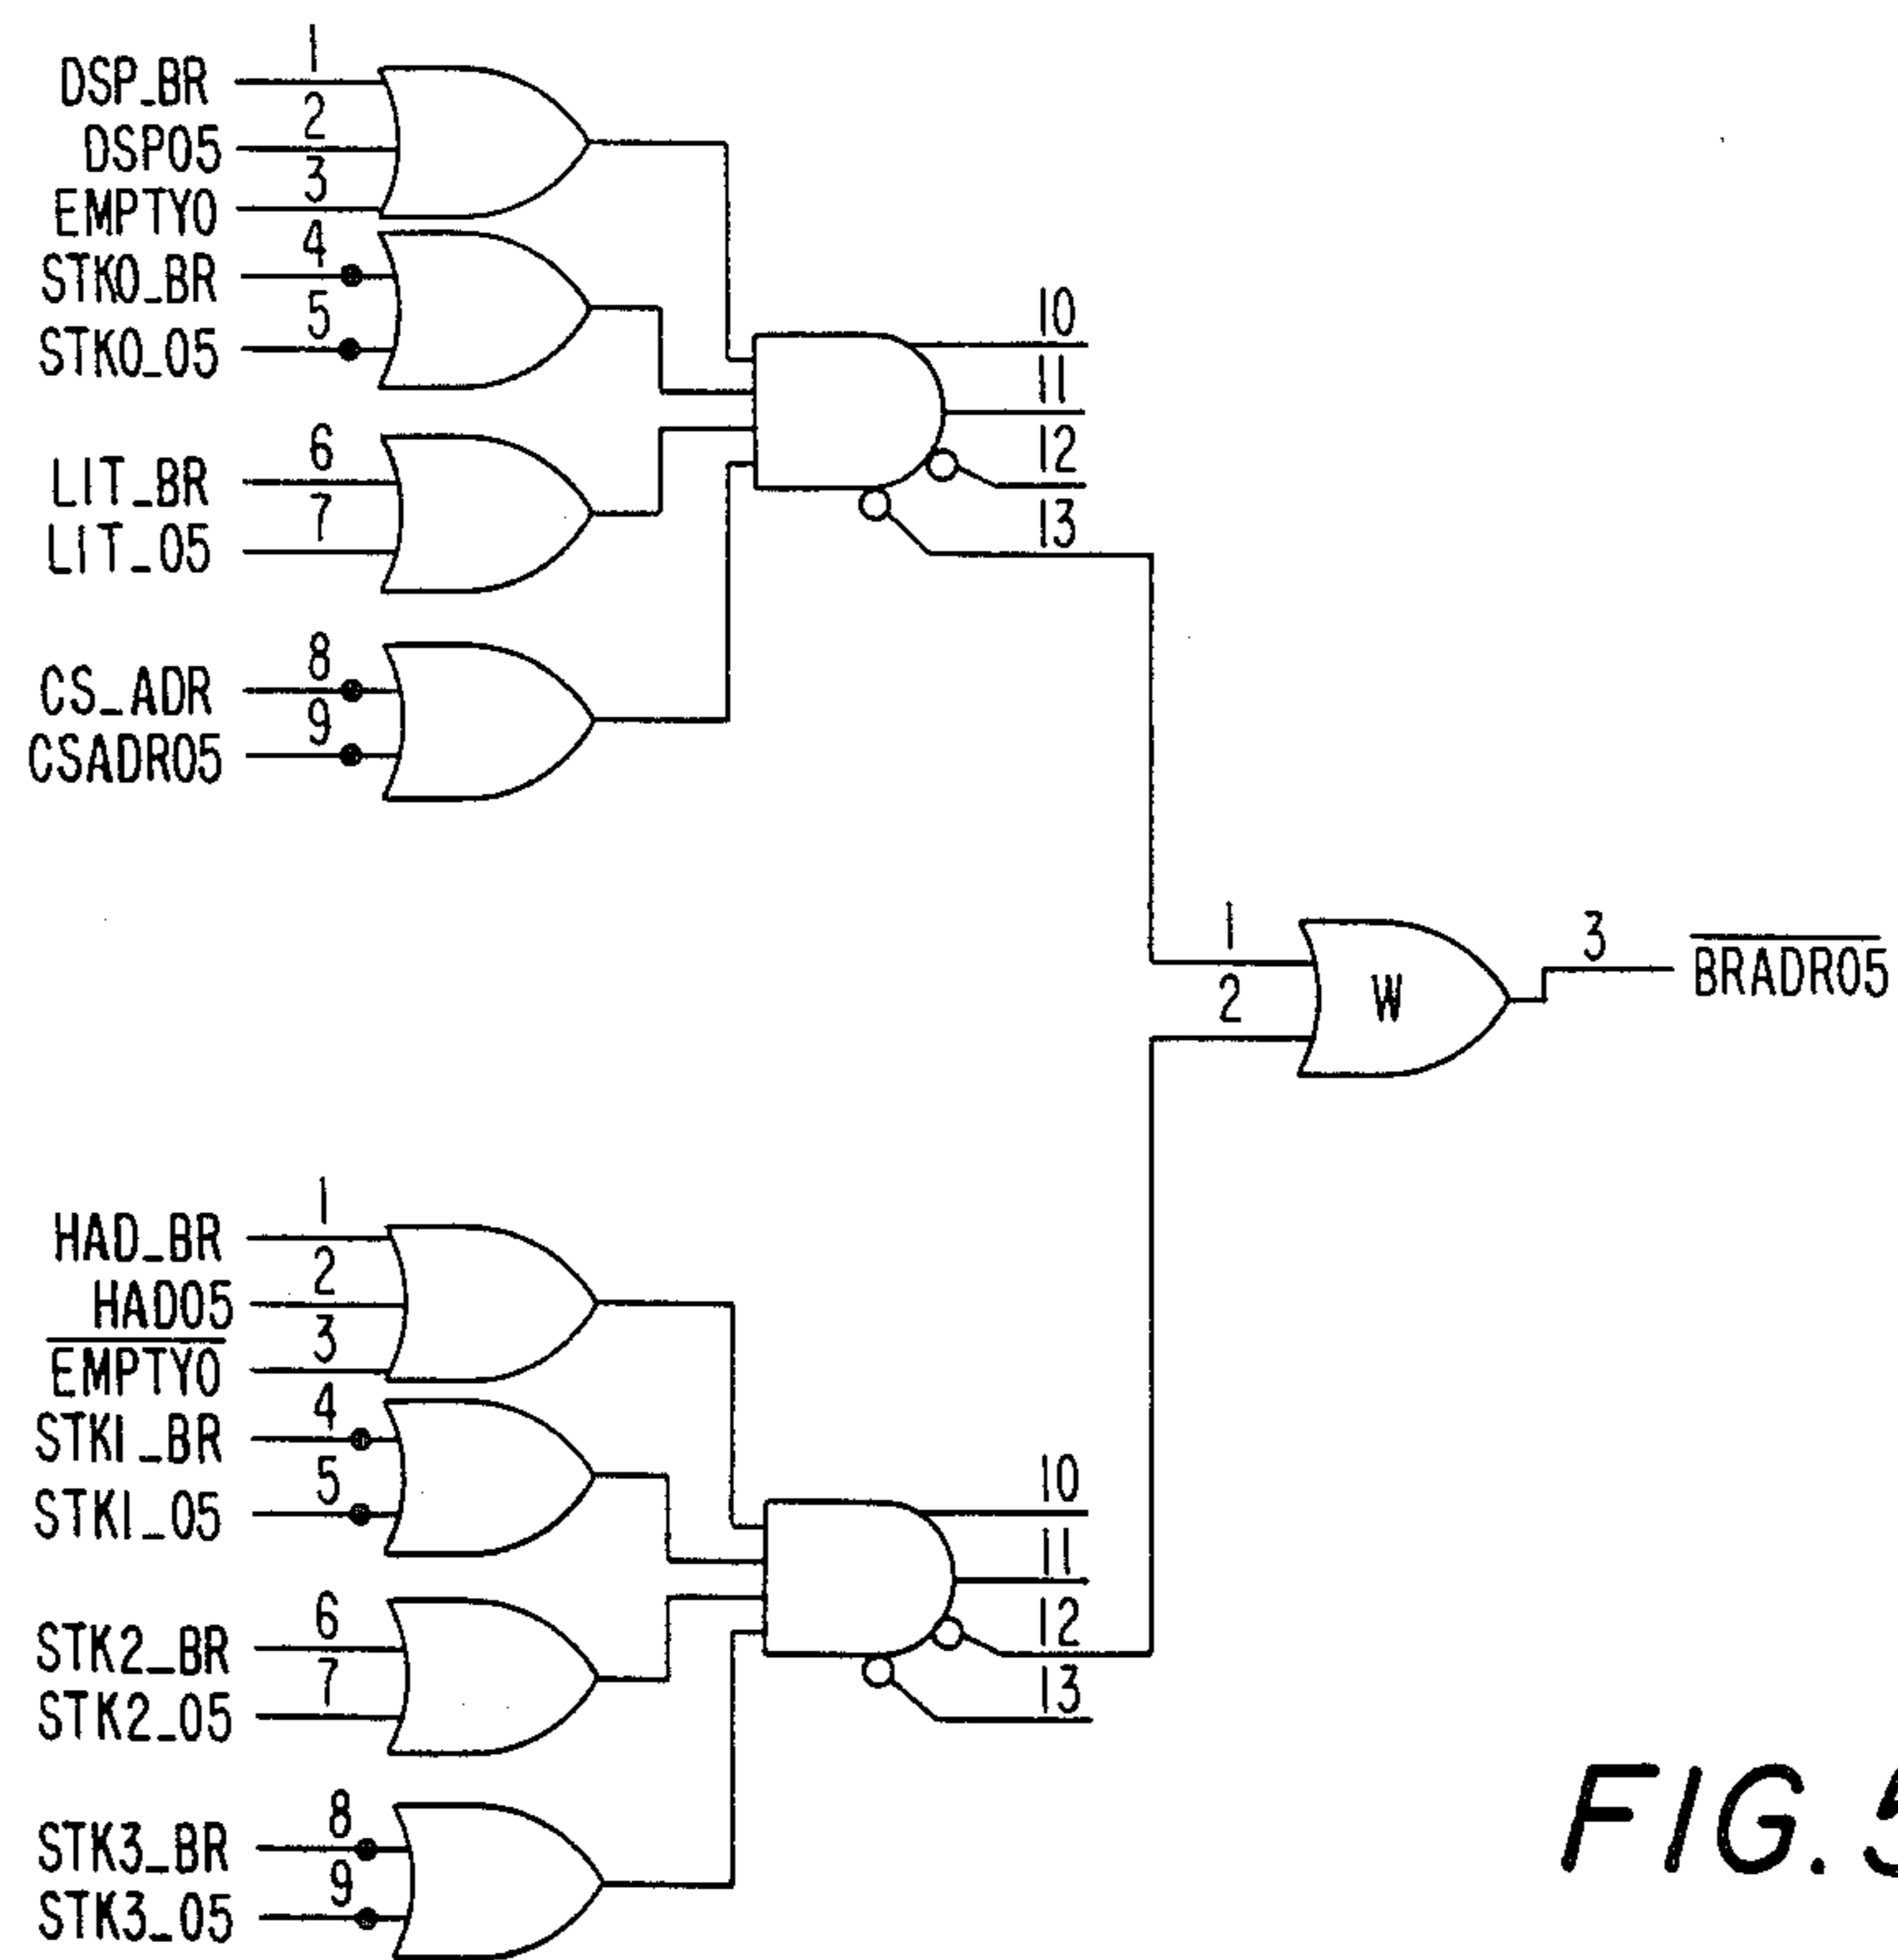 DSP_BR 1
DSP05 2
EMPTY0 3
STK0_BR 4
STK0_05 5
LIT_BR 6
LIT_05 7
CS_ADR 8
CSADR05 9
10
11
12
13
1
2
W
3 BRADR05
HAD_BR 1
HAD05 2
EMPTY0 3
STK1_BR 4
STK1_05 5
STK2_BR 6
STK2_05 7
STK3_BR 8
STK3_05 9
10
11
12
13
FIG.5